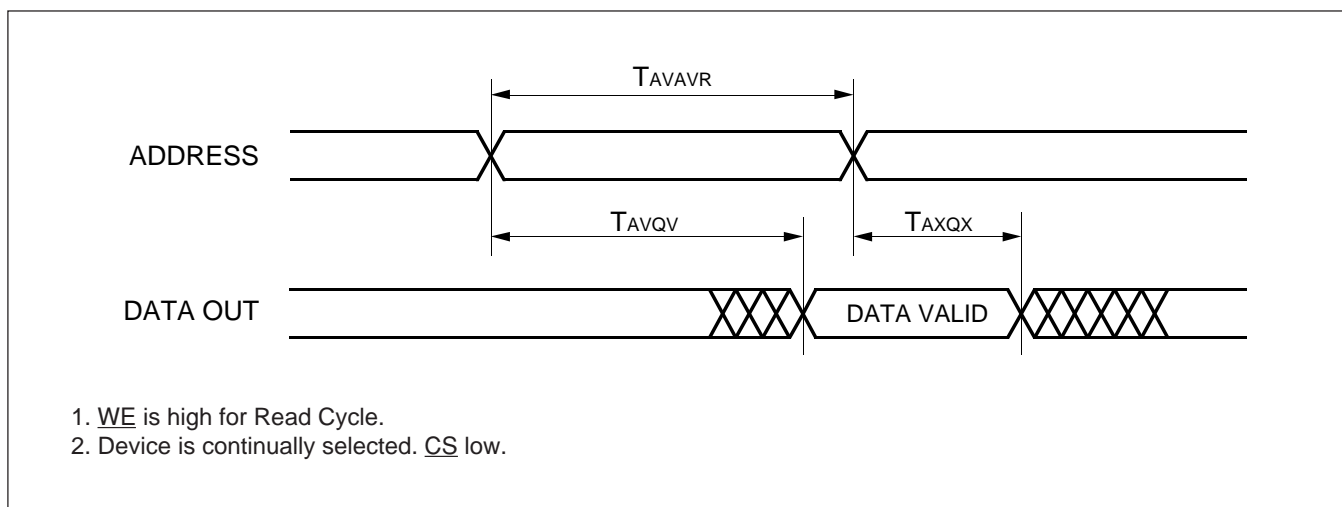 TAVAVR
ADDRESS
TAVQV
TAXQX
DATA OUT
DATA VALID
1. WE is high for Read Cycle.
2. Device is continually selected. CS low.